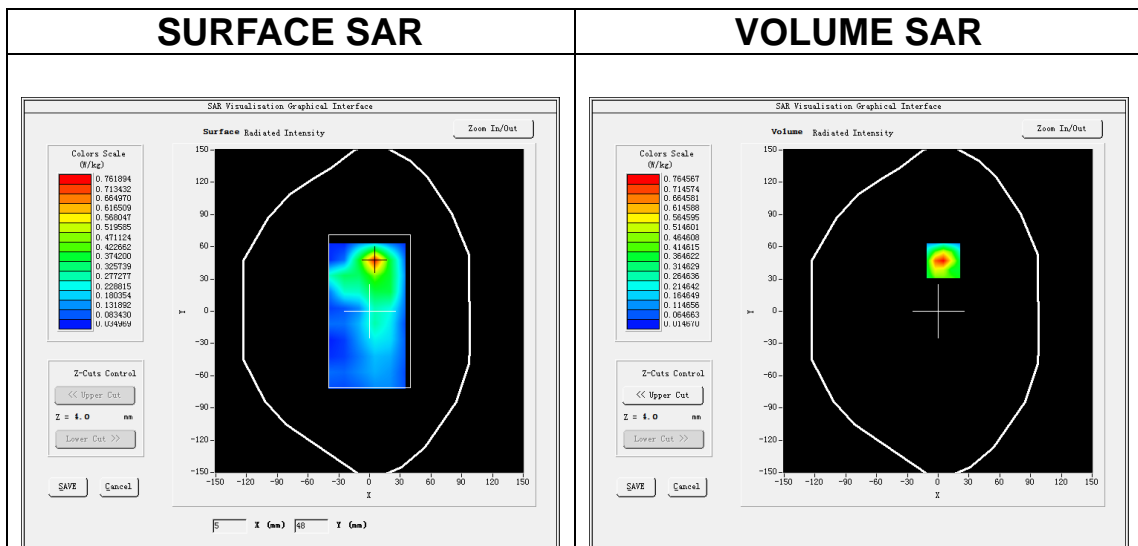 SURFACE SAR
VOLUME SAR
SAR Visualisation Graphical Interface
Surface Radiated Intensity
Zoom In/Out
Colors Scale
(W/kg)
0.761894
0.713432
0.664970
0.616509
0.568047
0.519585
0.471124
0.422662
0.374200
0.325739
0.277277
0.228815
0.180354
0.131892
0.083430
0.034969
150
120
90
60
30
0
-30
-60
-90
-120
-150
Y
-150 -120 -90 -60 -30 0 30 60 90 120 150
X
Z-Cuts Control
<< Upper Cut
Z = 4.0 mm
Lower Cut >>
SAVE Cancel
5 X (mm) 48 Y (mm)
SAR Visualisation Graphical Interface
Volume Radiated Intensity
Zoom In/Out
Colors Scale
(W/kg)
0.764567
0.714574
0.664581
0.614588
0.564595
0.514601
0.464608
0.414615
0.364622
0.314629
0.264636
0.214642
0.164649
0.114656
0.064663
0.014670
150
120
90
60
30
0
-30
-60
-90
-120
-150
Y
-150 -120 -90 -60 -30 0 30 60 90 120 150
X
Z-Cuts Control
<< Upper Cut
Z = 4.0 mm
Lower Cut >>
SAVE Cancel